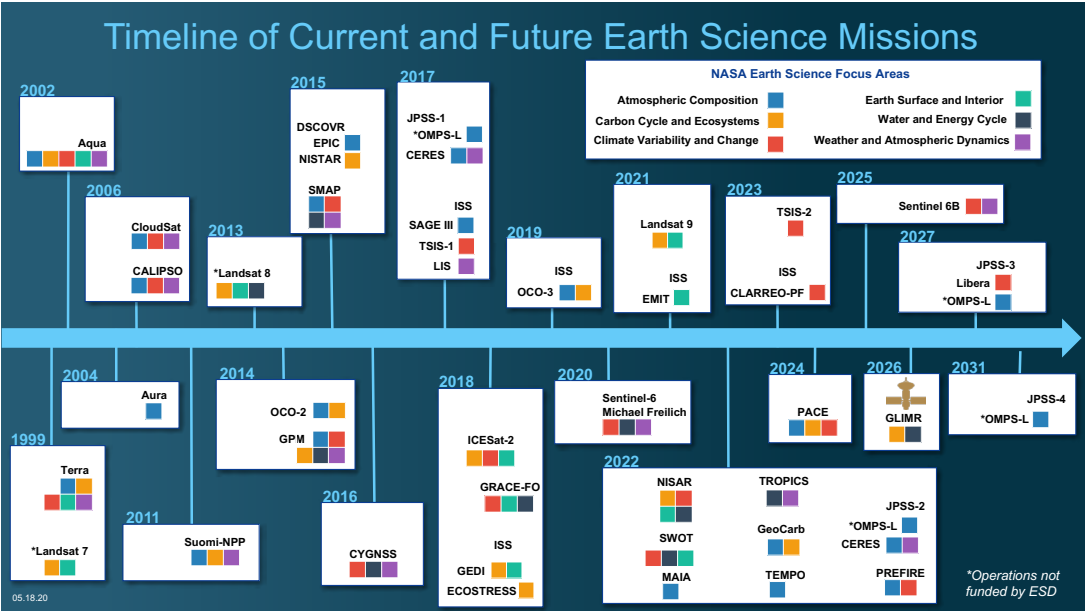 Timeline of Current and Future Earth Science Missions
NASA Earth Science Focus Areas
Atmospheric Composition
Carbon Cycle and Ecosystems
Climate Variability and Change
Earth Surface and Interior
Water and Energy Cycle
Weather and Atmospheric Dynamics
2002
Aqua
2006
CloudSat
CALIPSO
2013
*Landsat 8
2015
DSCOVR
EPIC
NISTAR
SMAP
2017
JPSS-1
*OMPS-L
CERES
ISS
SAGE III
TSIS-1
LIS
2019
ISS
OCO-3
2021
Landsat 9
ISS
EMIT
2023
TSIS-2
ISS
CLARREO-PF
2025
Sentinel 6B
2027
JPSS-3
Libera
*OMPS-L
1999
Terra
*Landsat 7
2004
Aura
2011
Suomi-NPP
2014
OCO-2
GPM
2016
CYGNSS
2018
ICESat-2
GRACE-FO
ISS
GEDI
ECOSTRESS
2020
Sentinel-6
Michael Freilich
2022
NISAR
SWOT
MAIA
TROPICS
GeoCarb
TEMPO
JPSS-2
*OMPS-L
CERES
PREFIRE
2024
PACE
2026
GLIMR
2031
JPSS-4
*OMPS-L
*Operations not
funded by ESD
05.18.20